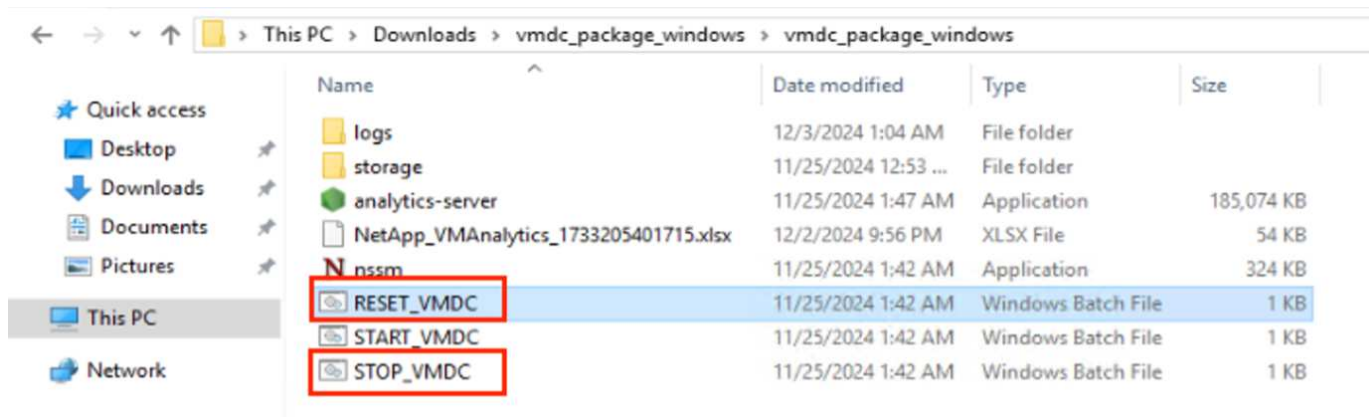 This PC > Downloads > vmdc_package_windows > vmdc_package_windows
Name Date modified Type Size
Quick access
Desktop
Downloads
Documents
Pictures
This PC
Network
logs 12/3/2024 1:04 AM File folder
storage 11/25/2024 12:53 ... File folder
analytics-server 11/25/2024 1:47 AM Application 185,074 KB
NetApp_VMAnalytics_1733205401715.xlsx 12/2/2024 9:56 PM XLSX File 54 KB
nssm 11/25/2024 1:42 AM Application 324 KB
RESET_VMDC 11/25/2024 1:42 AM Windows Batch File 1 KB
START_VMDC 11/25/2024 1:42 AM Windows Batch File 1 KB
STOP_VMDC 11/25/2024 1:42 AM Windows Batch File 1 KB